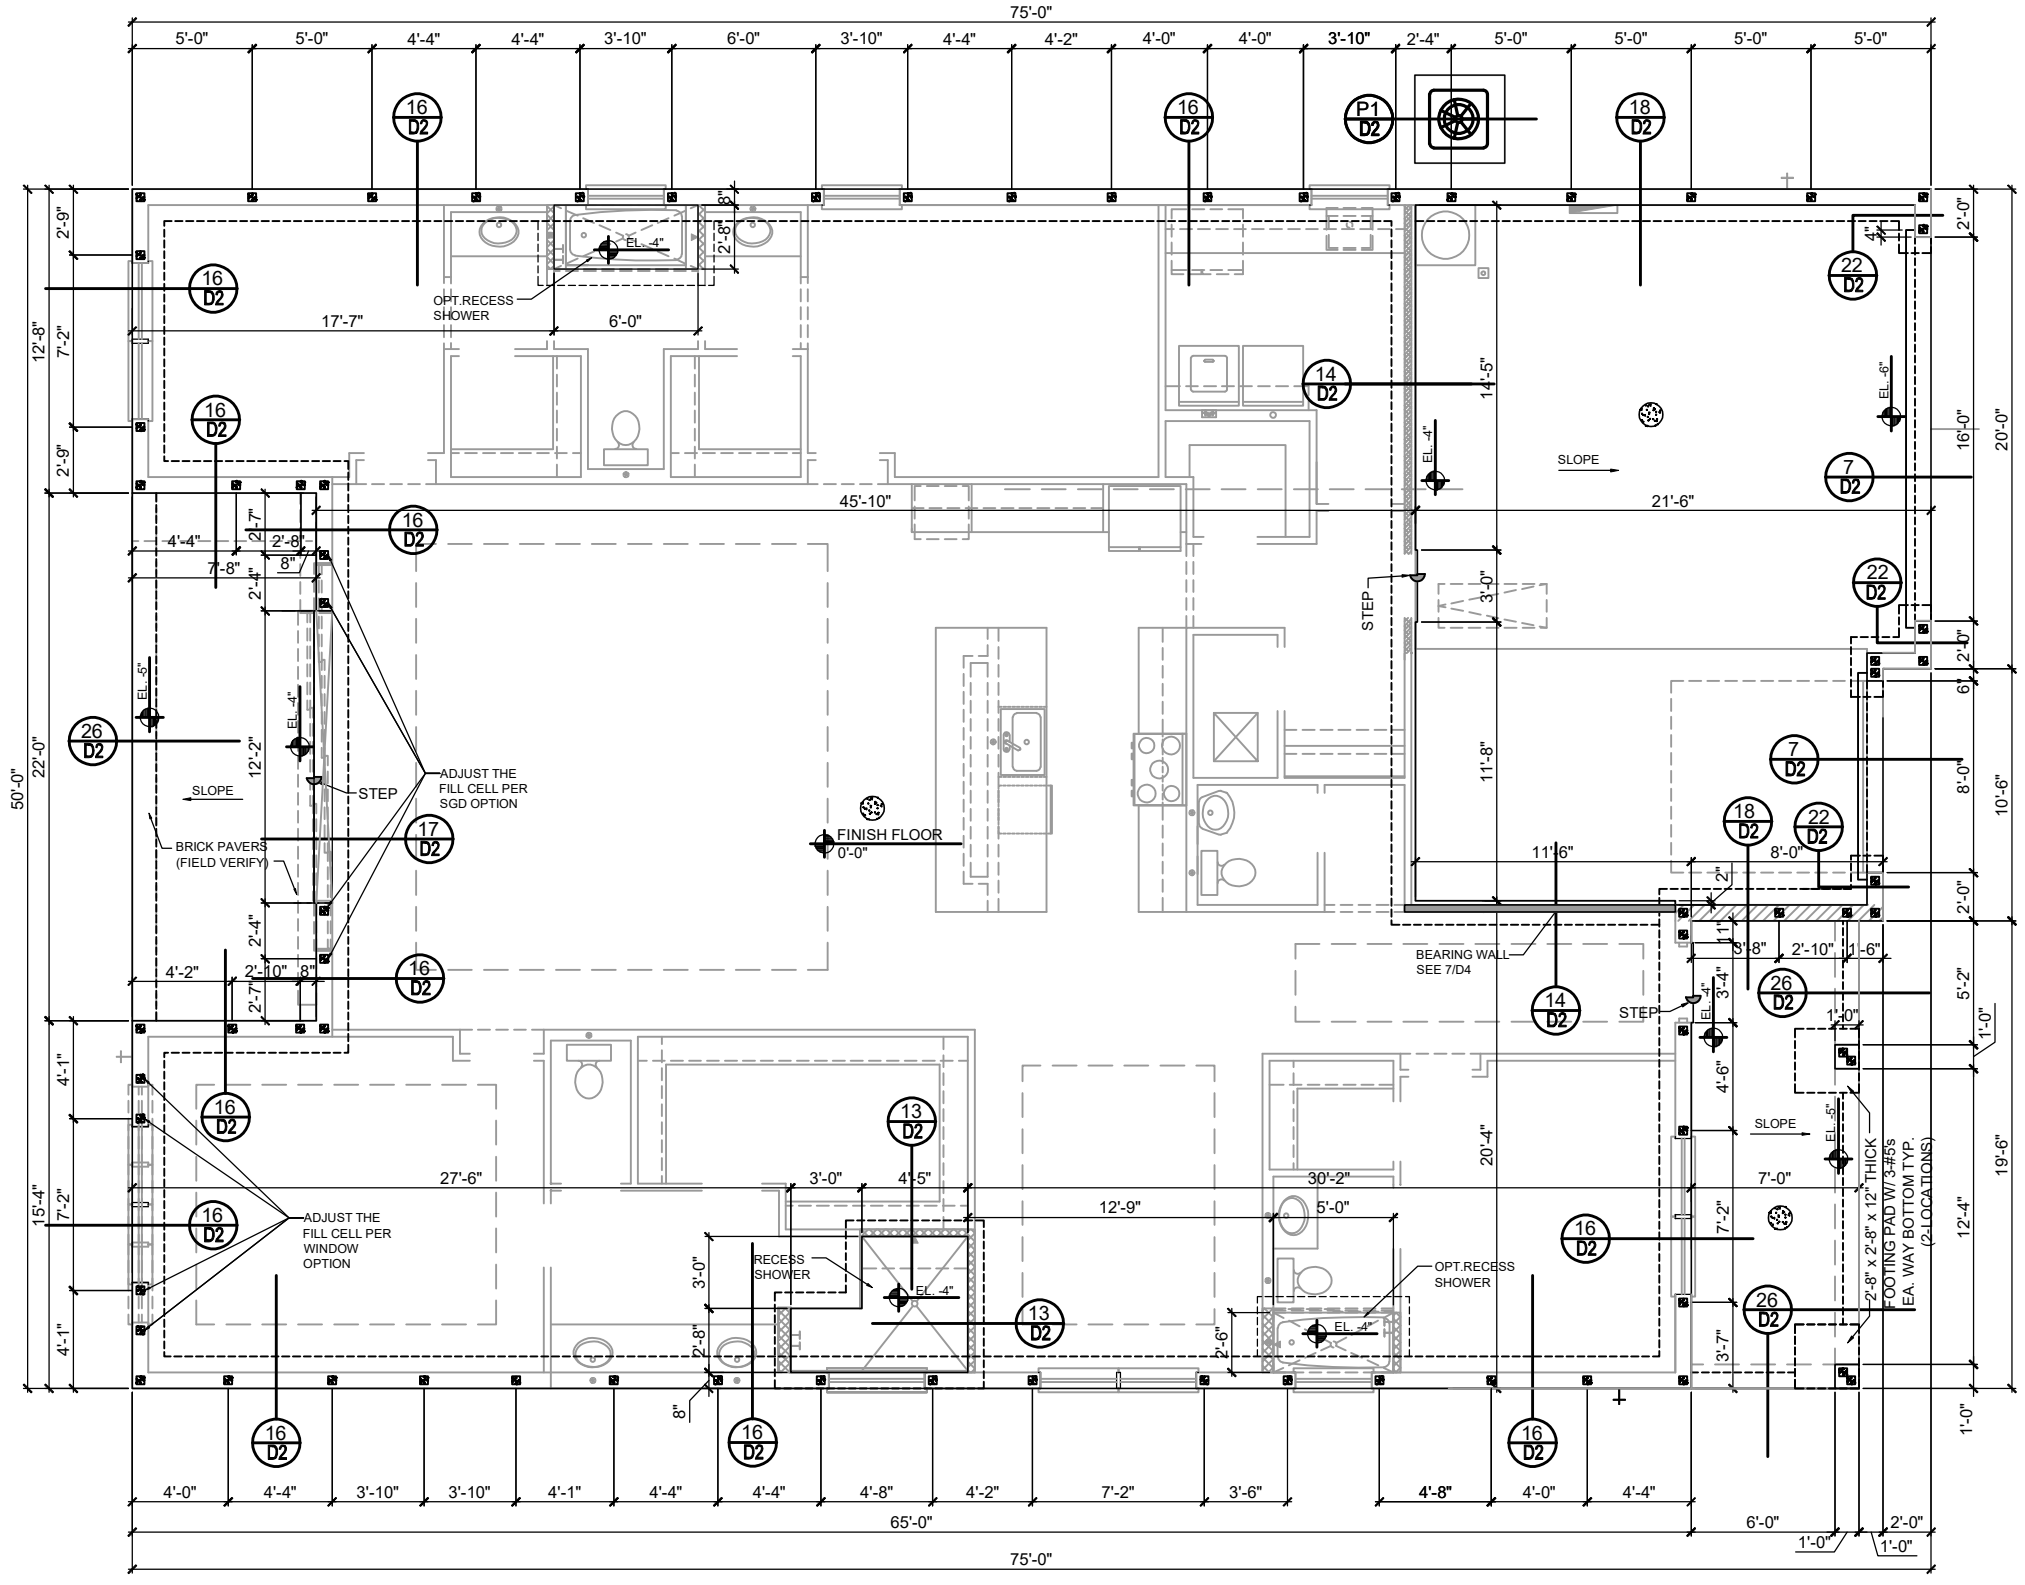 75'-0"
5'-0" 5'-0" 4'-4" 4'-4" 3'-10" 6'-0" 3'-10" 4'-4" 4'-2" 4'-0" 4'-0" 3'-10" 2'-4" 5'-0" 5'-0" 5'-0" 5'-0"
16
D2
16
D2
P1
D2
18
D2
2'-9"
7'-2"
2'-9"
12'-8"
22'-0"
50'-0"
16
D2
16
D2
EL. -4"
8"
2'-8"
OPT.RECESS
SHOWER
17'-7" 6'-0"
14
D2
14'-5"
EL. -4"
SLOPE
EL. -6"
4"
22
D2
2'-0"
16'-0"
20'-0"
7
D2
45'-10" 21'-6"
16
D2
2'-7"
4'-4" 2'-8"
8"
7'-8"
2'-4"
STEP
3'-0"
22
D2
2'-0"
6"
EL. -5"
EL. -4"
26
D2
12'-2"
SLOPE
STEP
ADJUST THE
FILL CELL PER
SGD OPTION
17
D2
BRICK PAVERS
(FIELD VERIFY)
FINISH FLOOR
0'-0"
11'-8"
7
D2
8'-0"
10'-6"
18
D2
22
D2
11'-6" 8'-0"
2"
2'-0"
11"
3'-8" 2'-10" 1'-6"
2'-4"
4'-2" 2'-10" 8"
2'-7"
16
D2
BEARING WALL
SEE 7/D4
14
D2
STEP
EL. -4"
3'-4"
26
D2
5'-2"
1'-0"
1'-0"
4'-1"
7'-2"
4'-1"
15'-4"
16
D2
16
D2
ADJUST THE
FILL CELL PER
WINDOW
OPTION
13
D2
27'-6" 3'-0" 4'-5" 30'-2" 7'-0"
20'-4"
4'-6"
SLOPE
EL. -5"
2'-8" x 2'-8" x 12" THICK
FOOTING PAD W/ 3-#5's
EA. WAY BOTTOM TYP.
(2-LOCATIONS)
12'-4"
19'-6"
12'-9" 5'-0"
7'-2"
16
D2
RECESS
SHOWER
3'-0"
EL. -4"
13
D2
2'-8"
8"
2'-6"
EL. -4"
OPT.RECESS
SHOWER
26
D2
3'-7"
1'-0"
16
D2
16
D2
16
D2
4'-0" 4'-4" 3'-10" 3'-10" 4'-1" 4'-4" 4'-4" 4'-8" 4'-2" 7'-2" 3'-6" 4'-8" 4'-0" 4'-4"
65'-0" 6'-0" 2'-0"
1'-0" 1'-0"
75'-0"